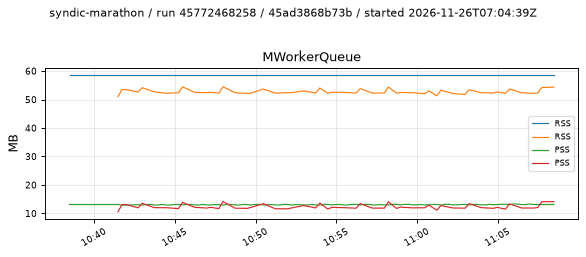 syndic-marathon / run 45772468258 / 45ad3868b73b / started 2026-11-26T07:04:39Z
MWorkerQueue
60
50
40
30
20
10
MB
RSS
RSS
PSS
PSS
10:40 10:45 10:50 10:55 11:00 11:05